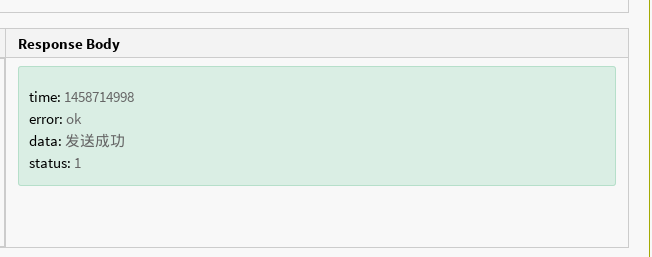 Response Body
time: 1458714998
error: ok
data: 发送成功
status: 1